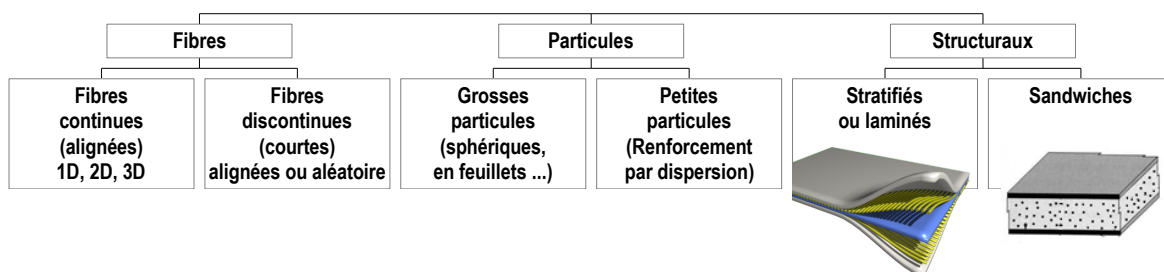 Fibres
Particules
Structuraux
Fibres
continues
(alignées)
1D, 2D, 3D
Fibres
discontinues
(courtes)
alignées ou aléatoire
Grosses
particules
(sphériques,
en feuillets ...)
Petites
particules
(Renforcement
par dispersion)
Stratifiés
ou laminés
Sandwiches